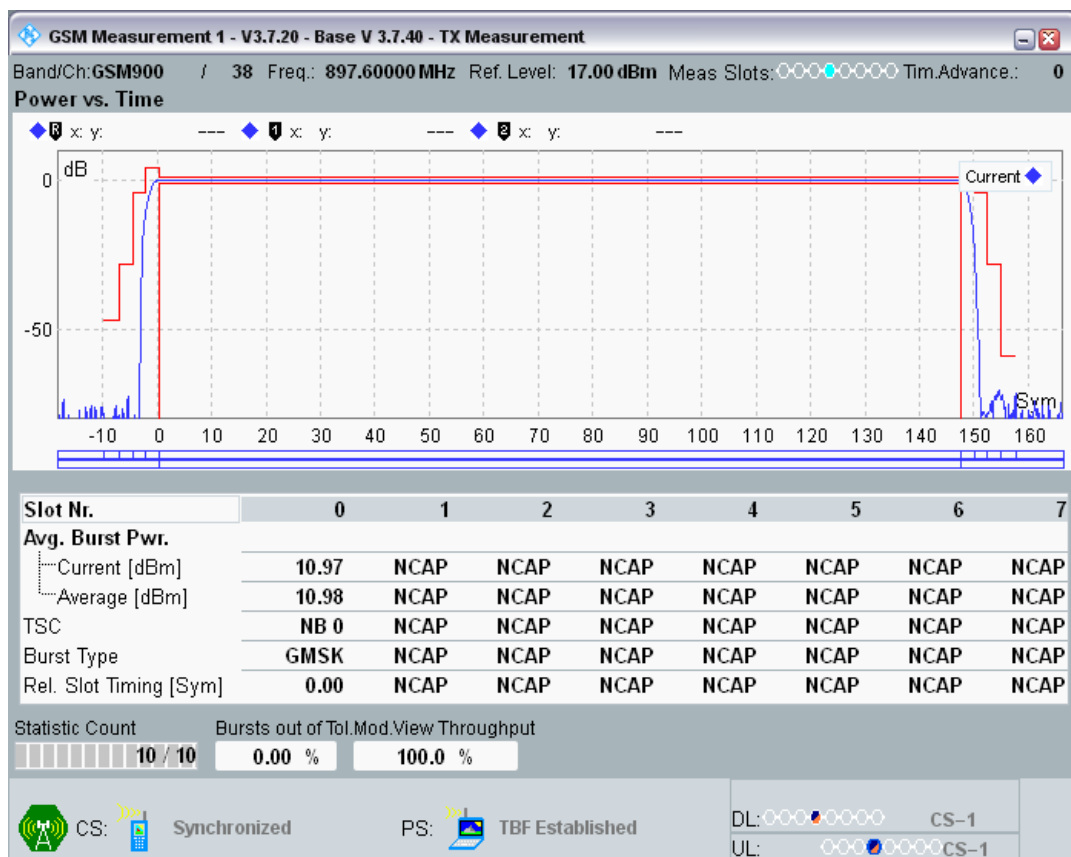 GSM Measurement 1 - V3.7.20 - Base V 3.7.40 - TX Measurement
Band/Ch:GSM900 / 38 Freq.: 897.60000 MHz Ref. Level: 17.00 dBm Meas Slots: Tim.Advance.: 0
Power vs. Time
R x: y: --- 1 x: y: --- 2 x: y: ---
dB
Current
0
-50
Sym
-10 0 10 20 30 40 50 60 70 80 90 100 110 120 130 140 150 160
Slot Nr. 0 1 2 3 4 5 6 7
Avg. Burst Pwr.
Current [dBm] 10.97 NCAP NCAP NCAP NCAP NCAP NCAP NCAP
Average [dBm] 10.98 NCAP NCAP NCAP NCAP NCAP NCAP NCAP
TSC NB 0 NCAP NCAP NCAP NCAP NCAP NCAP NCAP
Burst Type GMSK NCAP NCAP NCAP NCAP NCAP NCAP NCAP
Rel. Slot Timing [Sym] 0.00 NCAP NCAP NCAP NCAP NCAP NCAP NCAP
Statistic Count Bursts out of Tol.Mod.View Throughput
10 / 10 0.00 % 100.0 %
CS: Synchronized PS: TBF Established DL: CS-1
UL: CS-1